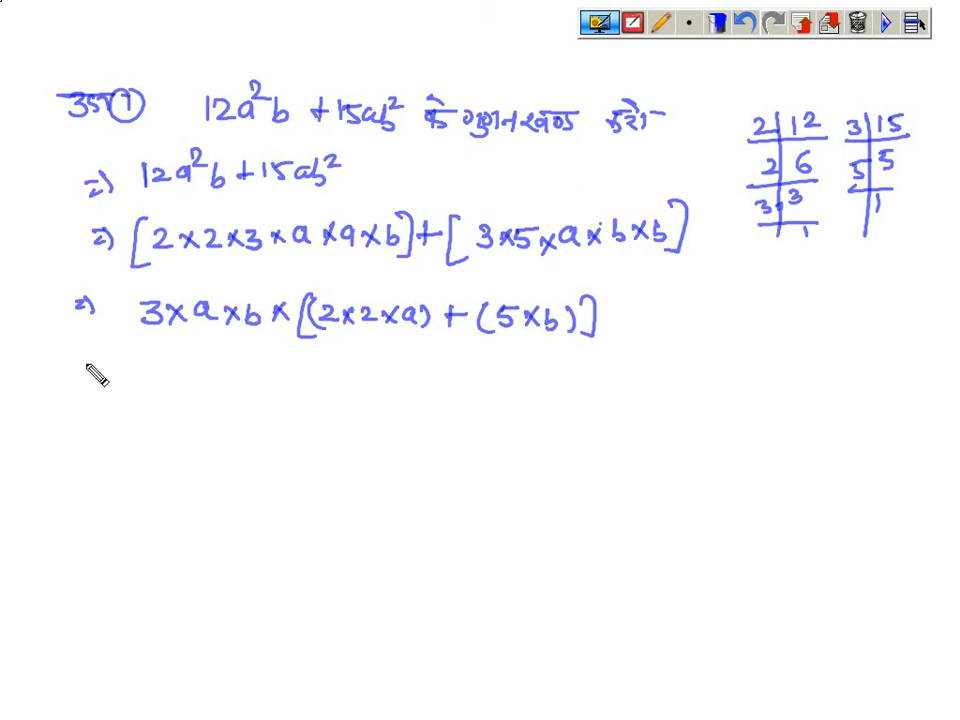 उदा① 12a²b + 15ab² के गुणनखण्ड करो-
⇒ 12a²b + 15ab²
⇒ [2×2×3×a×a×b] + [3×5×a×b×b]
⇒ 3×a×b×[(2×2×a) + (5×b)]
2 | 12
2 | 6
3 | 3
| 1
3 | 15
5 | 5
| 1